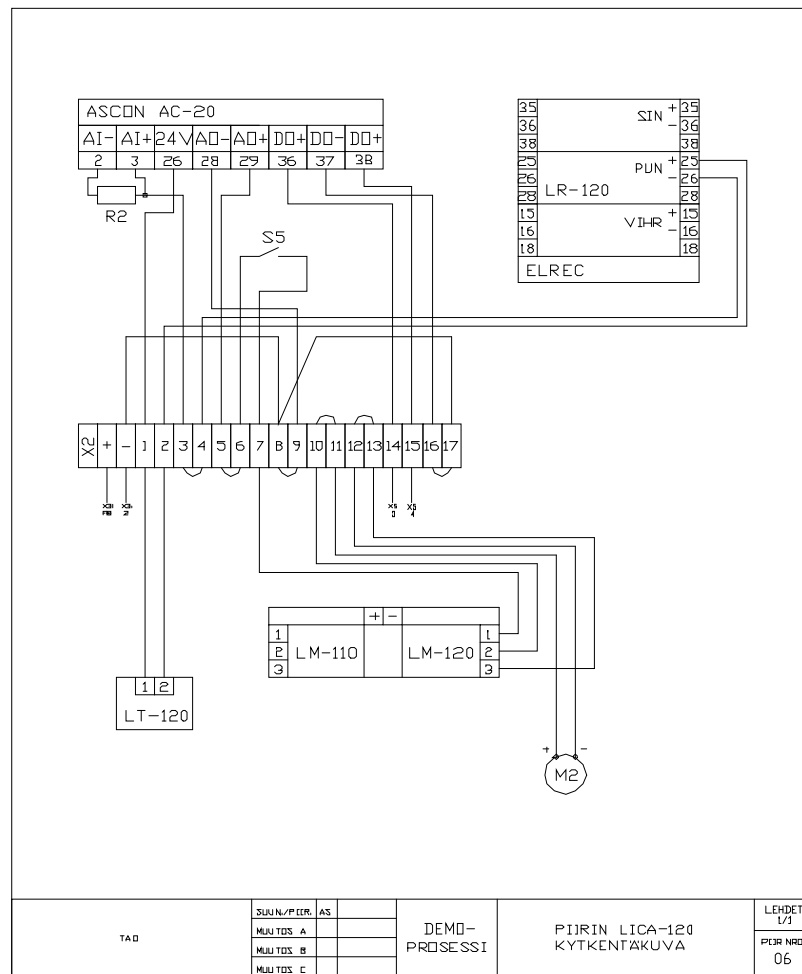 ASCON AC-20
AI- AI+ 24V AO- AO+ DO+ DO- DO+
2 3 26 28 29 36 37 38
R2
S5
35 SIN + 35
36 - 36
38 38
25 PUN + 25
26 - 26
28 LR-120 28
15 VIHR + 15
16 - 16
18 18
ELREC
X2 + - 1 2 3 4 5 6 7 8 9 10 11 12 13 14 15 16 17
+ -
1 1
2 LM-110 LM-120 2
3 3
1 2
LT-120
+ -
M2
TAO
SUUN./PIIR. AS
MUUTOS A
MUUTOS B
MUUTOS C
DEMO-
PROSESSI
PIIRIN LICA-120
KYTKENTÄKUVA
LEHDET
1/1
PIIR NRO
06